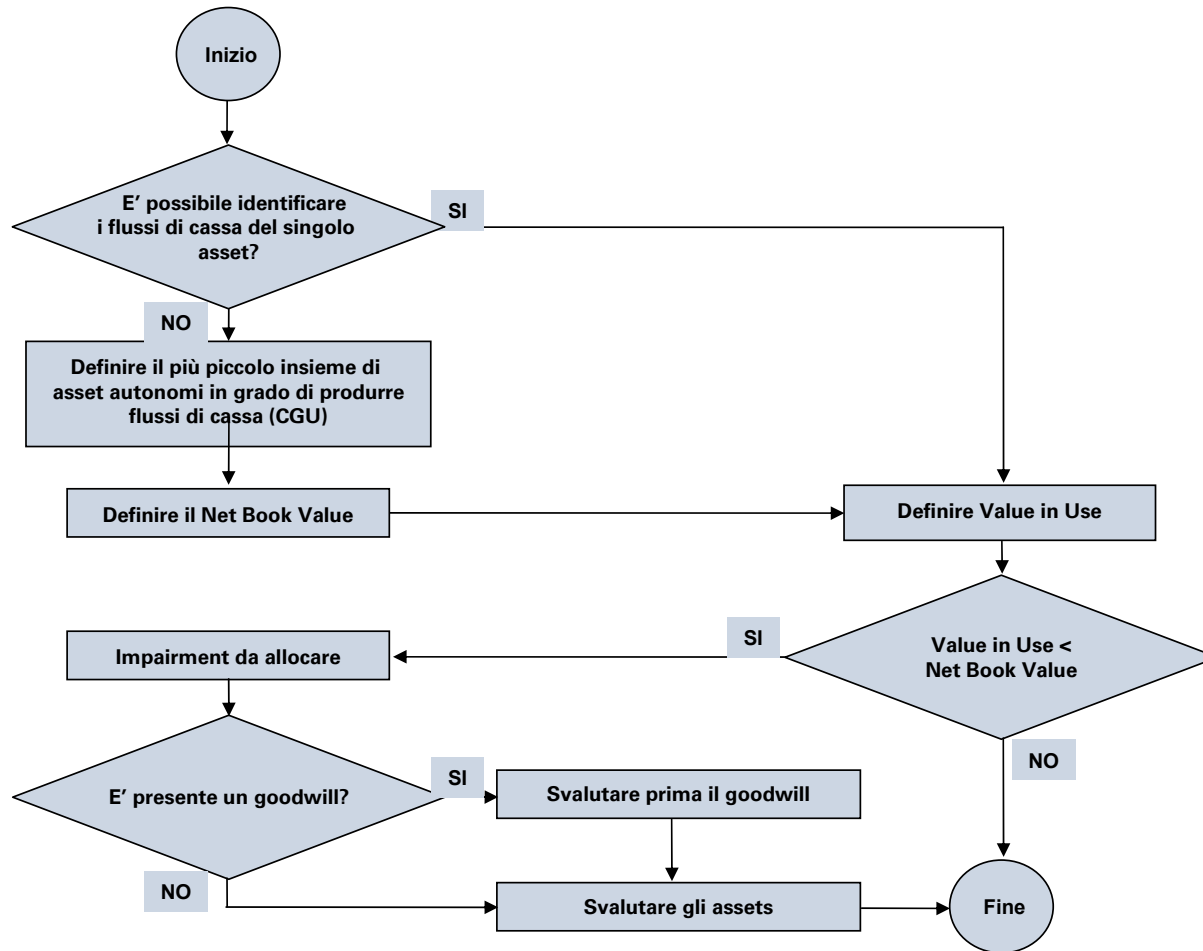 Inizio
E' possibile identificare
i flussi di cassa del singolo
asset?
SI
NO
Definire il più piccolo insieme di
asset autonomi in grado di produrre
flussi di cassa (CGU)
Definire il Net Book Value
Definire Value in Use
SI
Value in Use <
Net Book Value
Impairment da allocare
NO
E' presente un goodwill?
SI
Svalutare prima il goodwill
NO
Svalutare gli assets
Fine